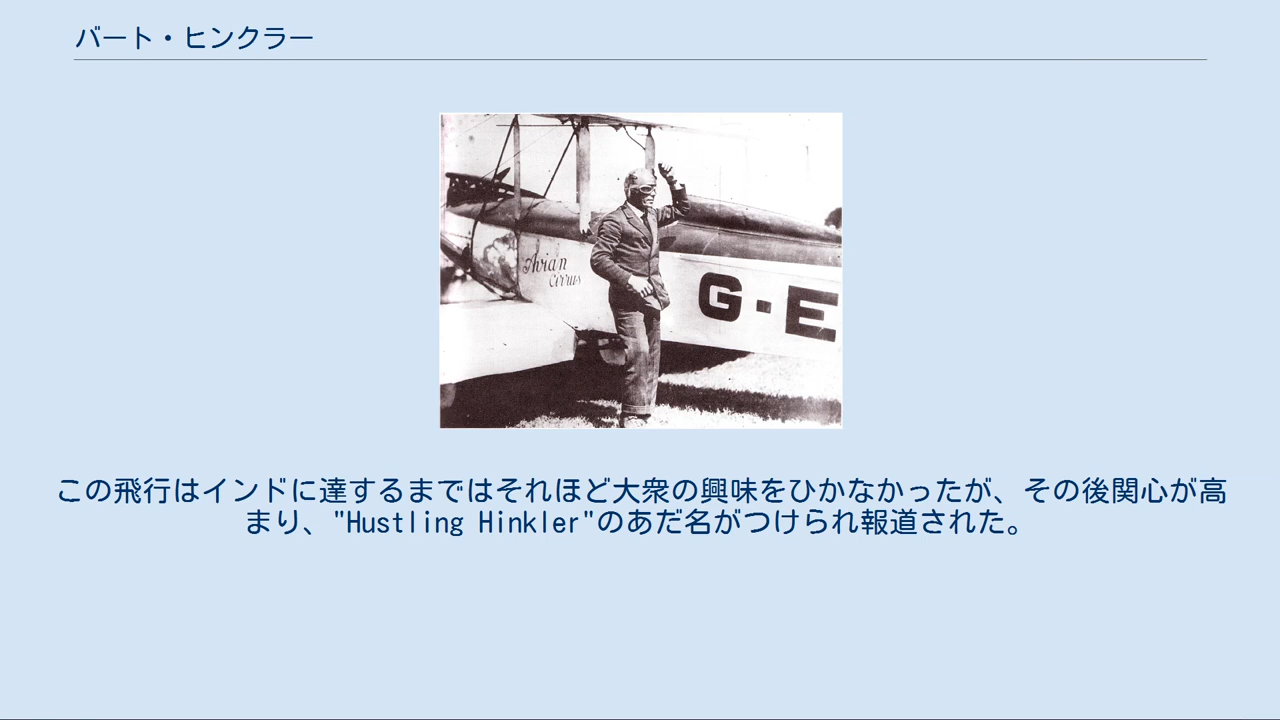 バート・ヒンクラー
Avian
Cirrus
G-E
この飛行はインドに達するまではそれほど大衆の興味をひかなかったが、その後関心が高
まり、"Hustling Hinkler"のあだ名がつけられ報道された。